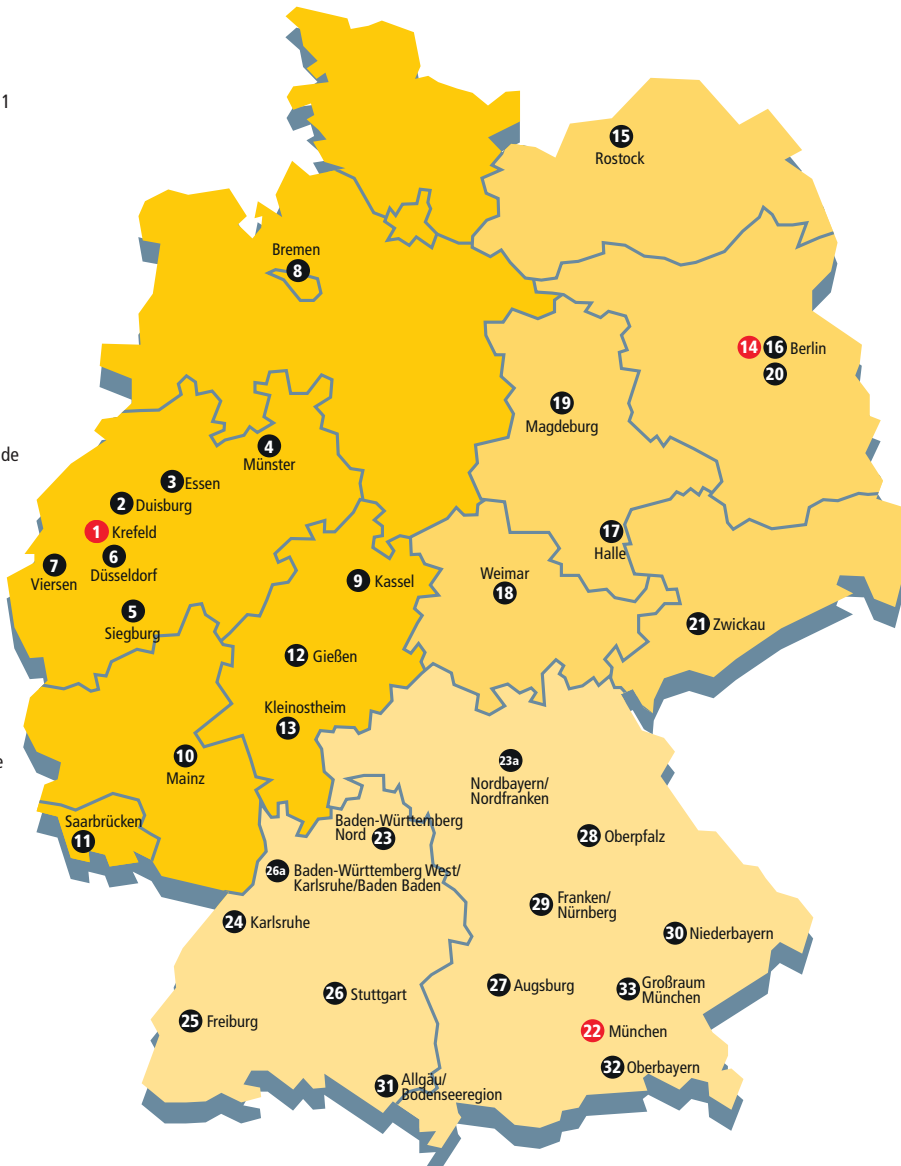 1
15
Rostock
Bremen
8
14 16 Berlin
20
19
Magdeburg
4
Münster
de
3 Essen
2 Duisburg
1 Krefeld
17
Halle
6
Düsseldorf
7
Viersen
9 Kassel
Weimar
18
5
Siegburg
21 Zwickau
12 Gießen
Kleinostheim
13
10
Mainz
e
23a
Nordbayern/
Nordfranken
Saarbrücken
11
Baden-Württemberg
Nord 23
28 Oberpfalz
26a Baden-Württemberg West/
Karlsruhe/Baden Baden
29 Franken/
Nürnberg
24 Karlsruhe
30 Niederbayern
27 Augsburg
33 Großraum
München
26 Stuttgart
25 Freiburg
22 München
32 Oberbayern
31 Allgäu/
Bodenseeregion